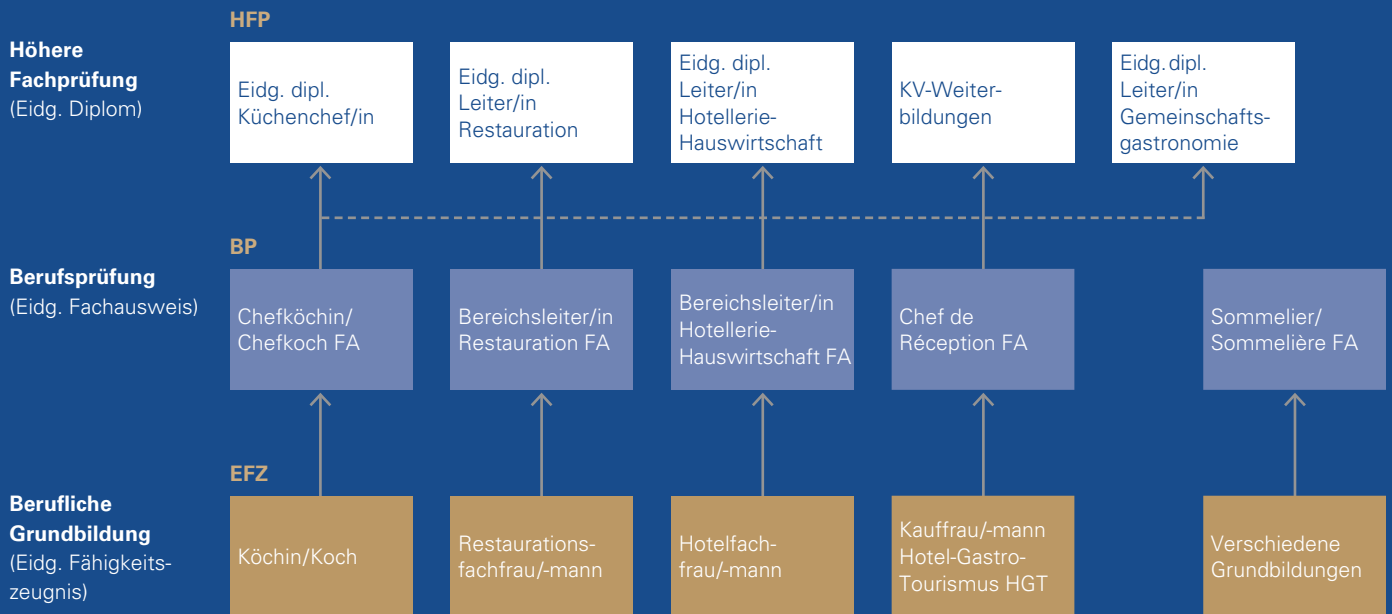 HFP
Höhere
Fachprüfung
(Eidg. Diplom)
Eidg. dipl.
Küchenchef/in
Eidg. dipl.
Leiter/in
Restauration
Eidg. dipl.
Leiter/in
Hotellerie-
Hauswirtschaft
KV-Weiter-
bildungen
Eidg. dipl.
Leiter/in
Gemeinschafts-
gastronomie
BP
Berufsprüfung
(Eidg. Fachausweis)
Chefköchin/
Chefkoch FA
Bereichsleiter/in
Restauration FA
Bereichsleiter/in
Hotellerie-
Hauswirtschaft FA
Chef de
Réception FA
Sommelier/
Sommelière FA
EFZ
Berufliche
Grundbildung
(Eidg. Fähigkeits-
zeugnis)
Köchin/Koch
Restaurations-
fachfrau/-mann
Hotelfach-
frau/-mann
Kauffrau/-mann
Hotel-Gastro-
Tourismus HGT
Verschiedene
Grundbildungen